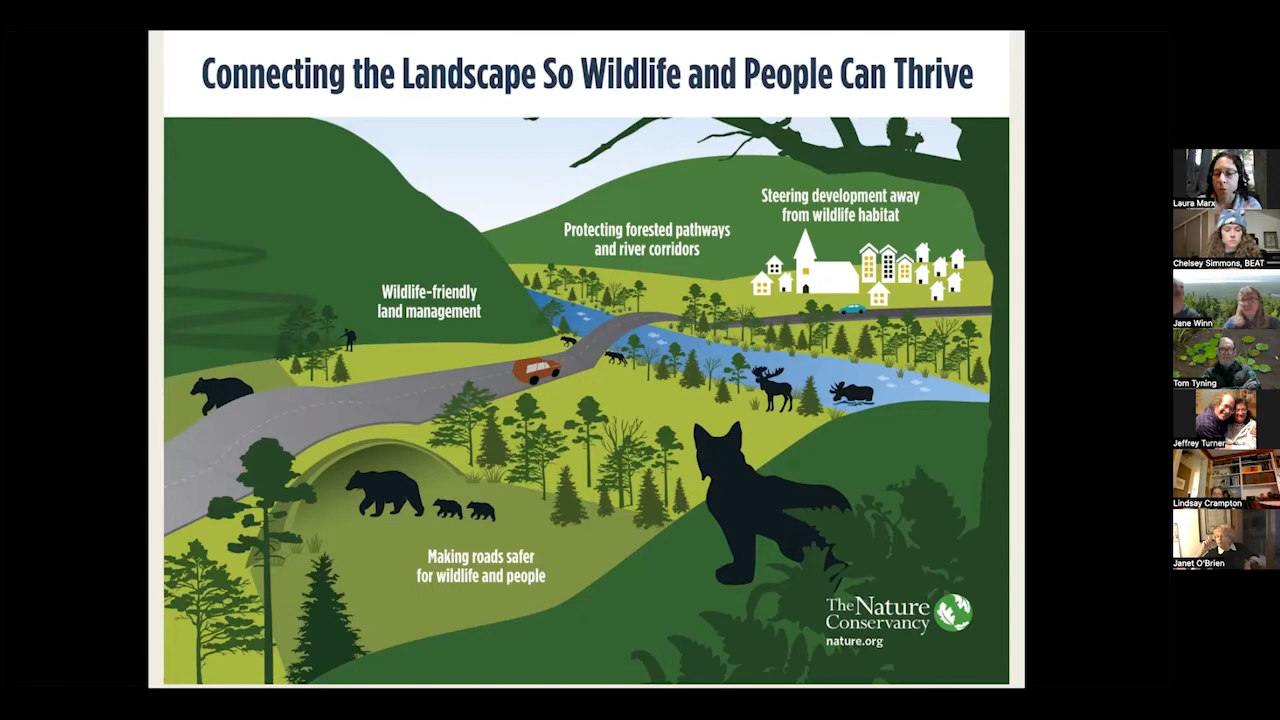 Connecting the Landscape So Wildlife and People Can Thrive
Steering development away
from wildlife habitat
Protecting forested pathways
and river corridors
Wildlife-friendly
land management
Making roads safer
for wildlife and people
The Nature
Conservancy
nature.org
Laura Marx
Chelsey Simmons, BEAT
Jane Winn
Tom Tyning
Jeffrey Turner
Lindsay Crampton
Janet O'Brien